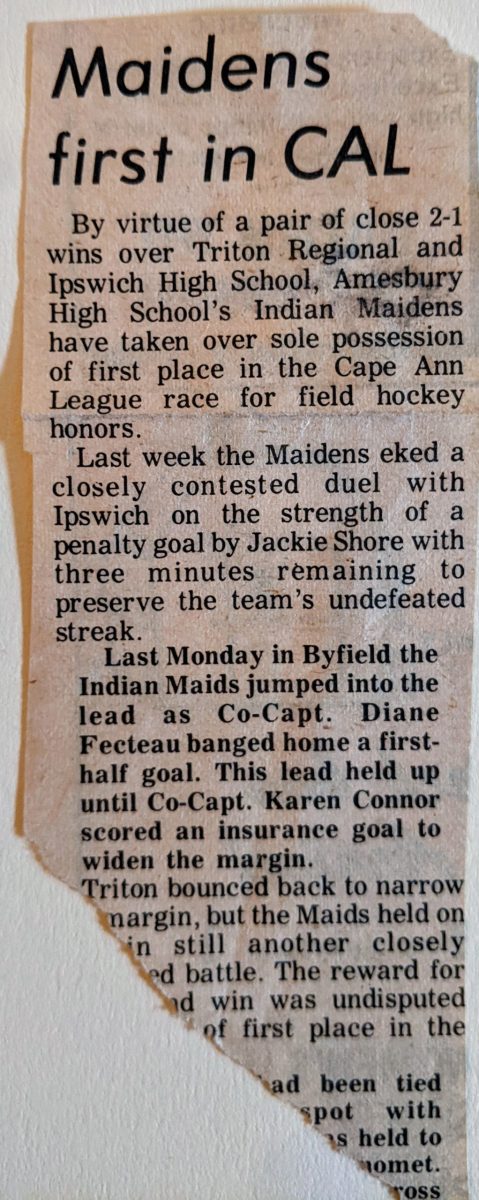 Maidens
first in CAL
By virtue of a pair of close 2-1
wins over Triton Regional and
Ipswich High School, Amesbury
High School's Indian Maidens
have taken over sole possession
of first place in the Cape Ann
League race for field hockey
honors.
Last week the Maidens eked a
closely contested duel with
Ipswich on the strength of a
penalty goal by Jackie Shore with
three minutes remaining to
preserve the team's undefeated
streak.
Last Monday in Byfield the
Indian Maids jumped into the
lead as Co-Capt. Diane
Fecteau banged home a first-
half goal. This lead held up
until Co-Capt. Karen Connor
scored an insurance goal to
widen the margin.
Triton bounced back to narrow
margin, but the Maids held on
in still another closely
ed battle. The reward for
nd win was undisputed
of first place in the
ad been tied
spot with
s held to
omet.
ross